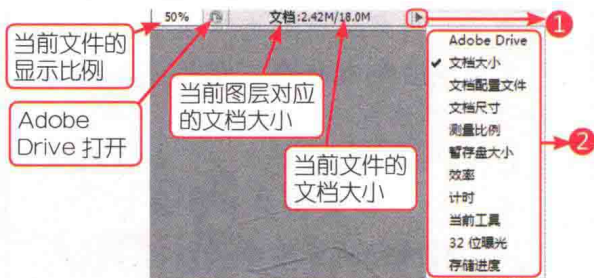 50%
文档:2.42M/18.0M
1
当前文件的
显示比例
Adobe
Drive 打开
当前图层对应
的文档大小
当前文件的
文档大小
Adobe Drive
✓ 文档大小
文档配置文件
文档尺寸
测量比例
暂存盘大小
效率
计时
当前工具
32 位曝光
存储进度
2